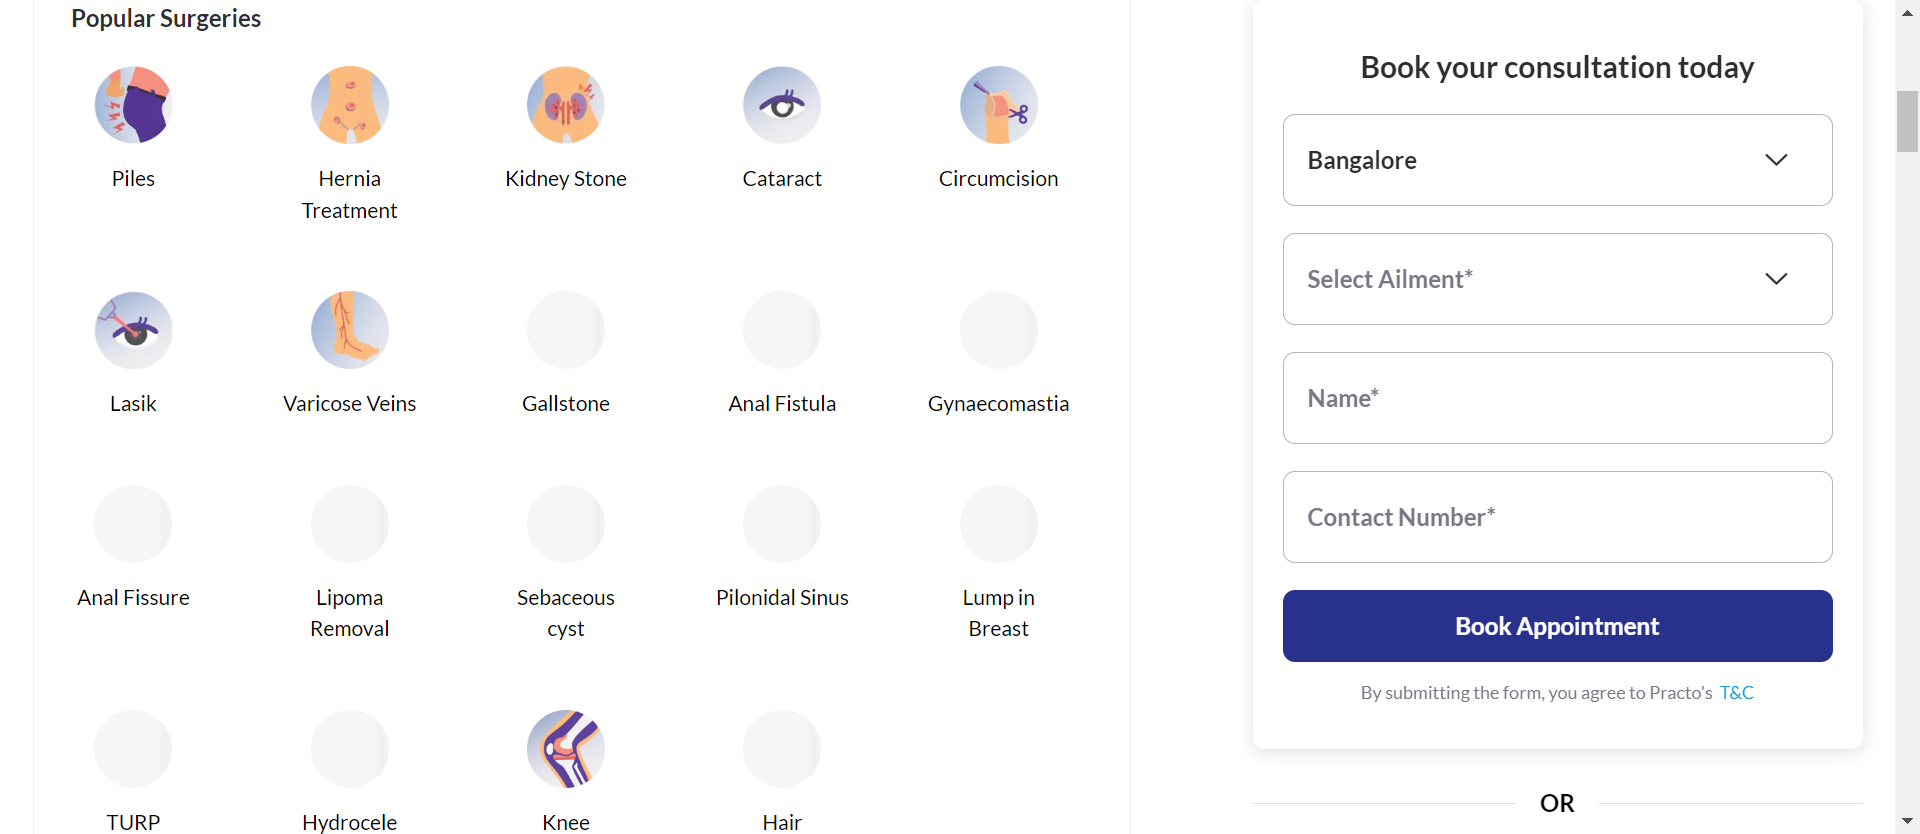 Popular Surgeries
Piles
Hernia
Treatment
Kidney Stone
Cataract
Circumcision
Lasik
Varicose Veins
Gallstone
Anal Fistula
Gynaecomastia
Anal Fissure
Lipoma
Removal
Sebaceous
cyst
Pilonidal Sinus
Lump in
Breast
TURP
Hydrocele
Knee
Hair
Book your consultation today
Bangalore
Select Ailment*
Name*
Contact Number*
Book Appointment
By submitting the form, you agree to Practo's T&C
OR